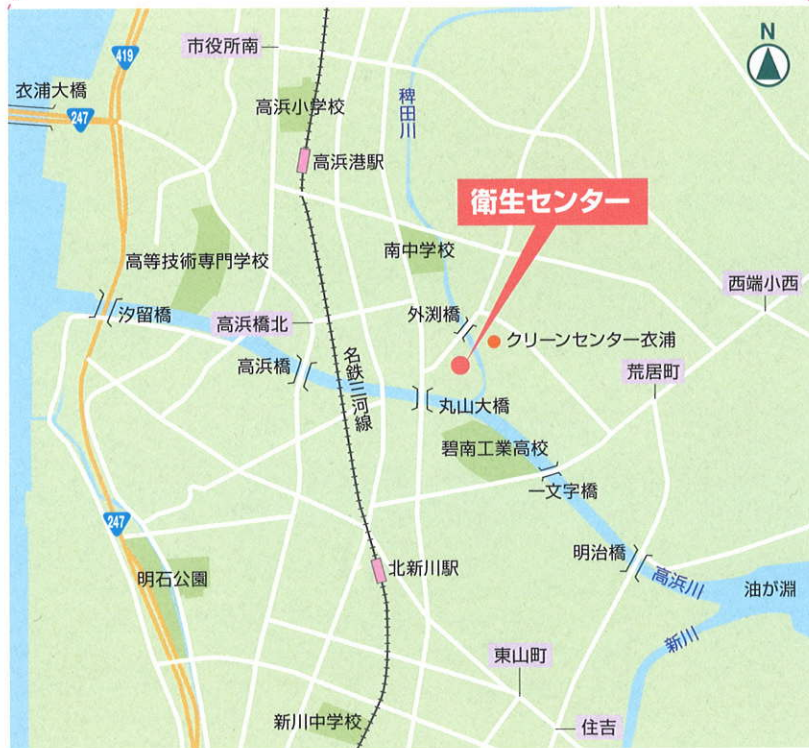 N
419
市役所南
衣浦大橋
247
高浜小学校
稗田川
高浜港駅
衛生センター
南中学校
高等技術専門学校
西端小西
汐留橋
高浜橋北
外渕橋
クリーンセンター衣浦
高浜橋
名鉄三河線
荒居町
丸山大橋
碧南工業高校
一文字橋
247
明石公園
北新川駅
明治橋
高浜川
油が淵
新川
東山町
新川中学校
住吉